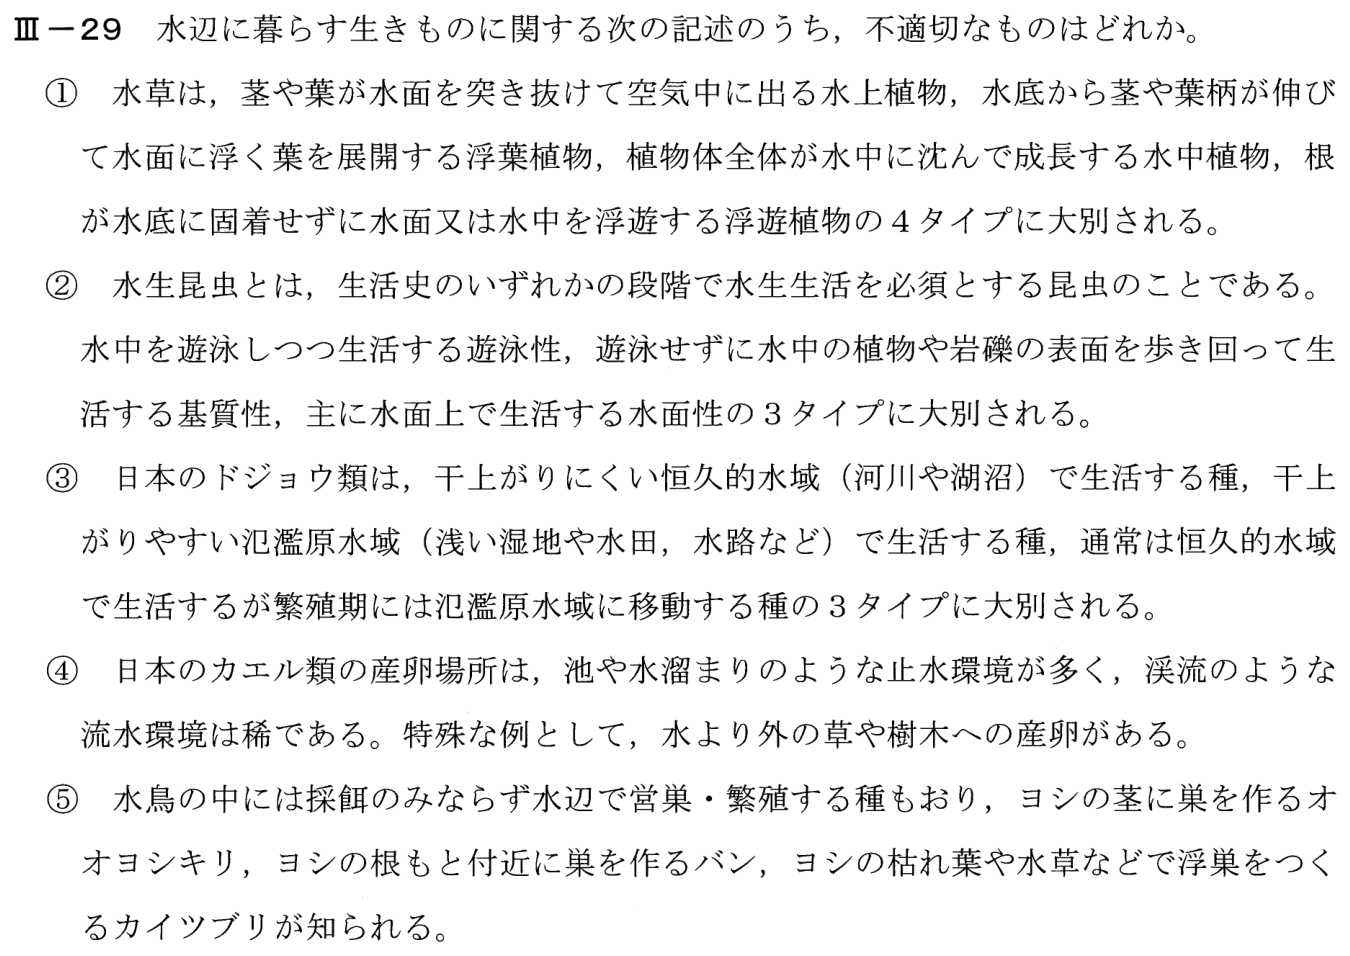 Ⅲ－29　水辺に暮らす生きものに関する次の記述のうち，不適切なものはどれか。
①　水草は，茎や葉が水面を突き抜けて空気中に出る水上植物，水底から茎や葉柄が伸び
て水面に浮く葉を展開する浮葉植物，植物体全体が水中に沈んで成長する水中植物，根
が水底に固着せずに水面又は水中を浮遊する浮遊植物の４タイプに大別される。
②　水生昆虫とは，生活史のいずれかの段階で水生生活を必須とする昆虫のことである。
水中を遊泳しつつ生活する遊泳性，遊泳せずに水中の植物や岩礫の表面を歩き回って生
活する基質性，主に水面上で生活する水面性の３タイプに大別される。
③　日本のドジョウ類は，干上がりにくい恒久的水域（河川や湖沼）で生活する種，干上
がりやすい氾濫原水域（浅い湿地や水田，水路など）で生活する種，通常は恒久的水域
で生活するが繁殖期には氾濫原水域に移動する種の３タイプに大別される。
④　日本のカエル類の産卵場所は，池や水溜まりのような止水環境が多く，渓流のような
流水環境は稀である。特殊な例として，水より外の草や樹木への産卵がある。
⑤　水鳥の中には採餌のみならず水辺で営巣・繁殖する種もおり，ヨシの茎に巣を作るオ
オヨシキリ，ヨシの根もと付近に巣を作るバン，ヨシの枯れ葉や水草などで浮巣をつく
るカイツブリが知られる。